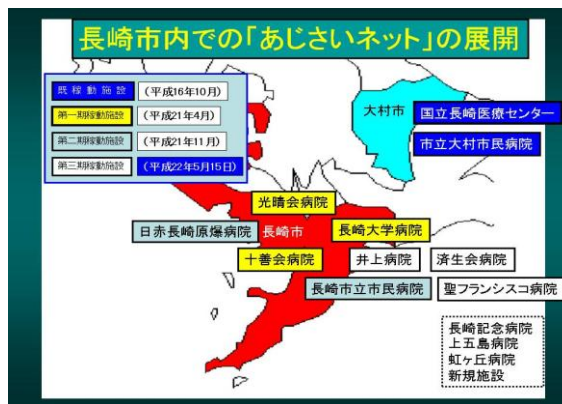 長崎市内での「あじさいネット」の展開
既稼動施設
(平成16年10月)
第一期稼動施設
(平成21年4月)
第二期稼動施設
(平成21年11月)
第三期稼動施設
(平成22年5月15日)
大村市
国立長崎医療センター
市立大村市民病院
光晴会病院
日赤長崎原爆病院
長崎市
長崎大学病院
十善会病院
井上病院
済生会病院
長崎市立市民病院
聖フランシスコ病院
長崎記念病院
上五島病院
虹ヶ丘病院
新規施設